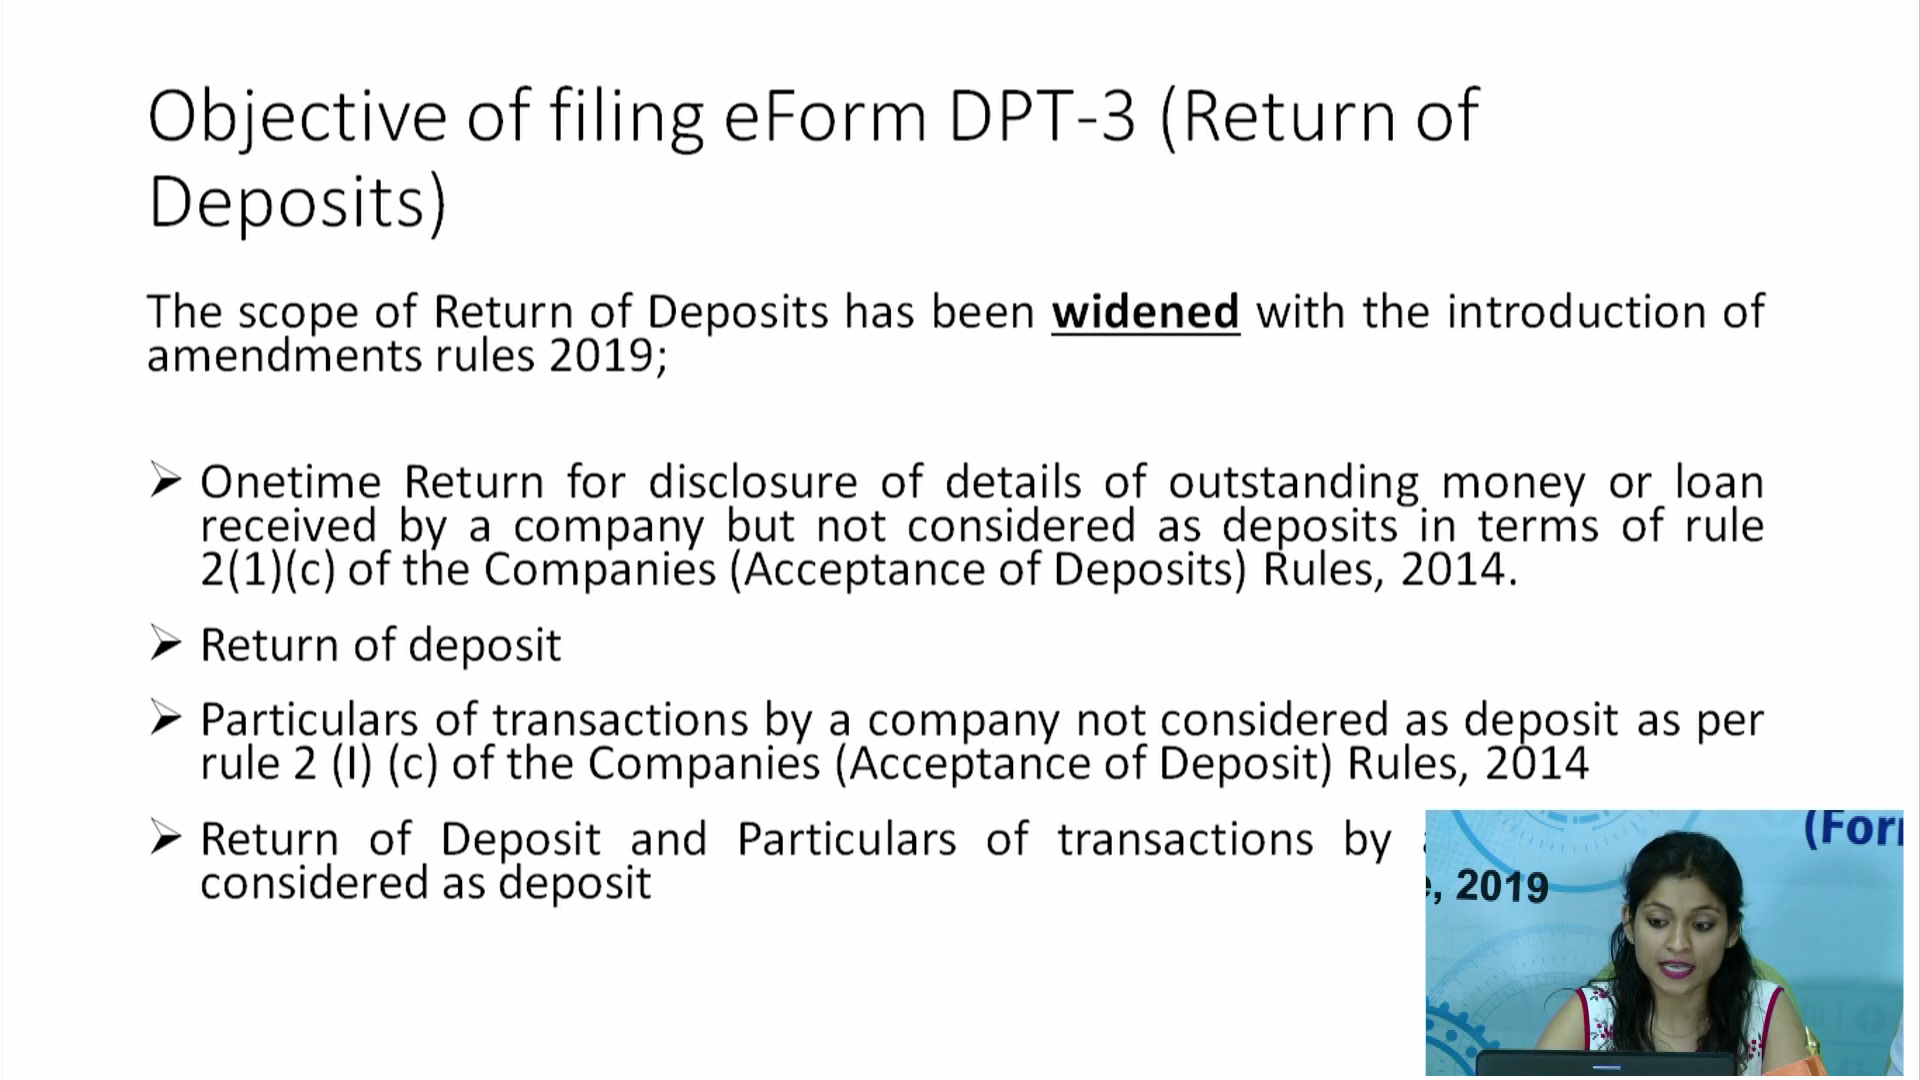 Objective of filing eForm DPT-3 (Return of
Deposits)
The scope of Return of Deposits has been widened with the introduction of
amendments rules 2019;
Onetime Return for disclosure of details of outstanding money or loan
received by a company but not considered as deposits in terms of rule
2(1)(c) of the Companies (Acceptance of Deposits) Rules, 2014.
Return of deposit
Particulars of transactions by a company not considered as deposit as per
rule 2 (I) (c) of the Companies (Acceptance of Deposit) Rules, 2014
Return of Deposit and Particulars of transactions by
considered as deposit
, 2019